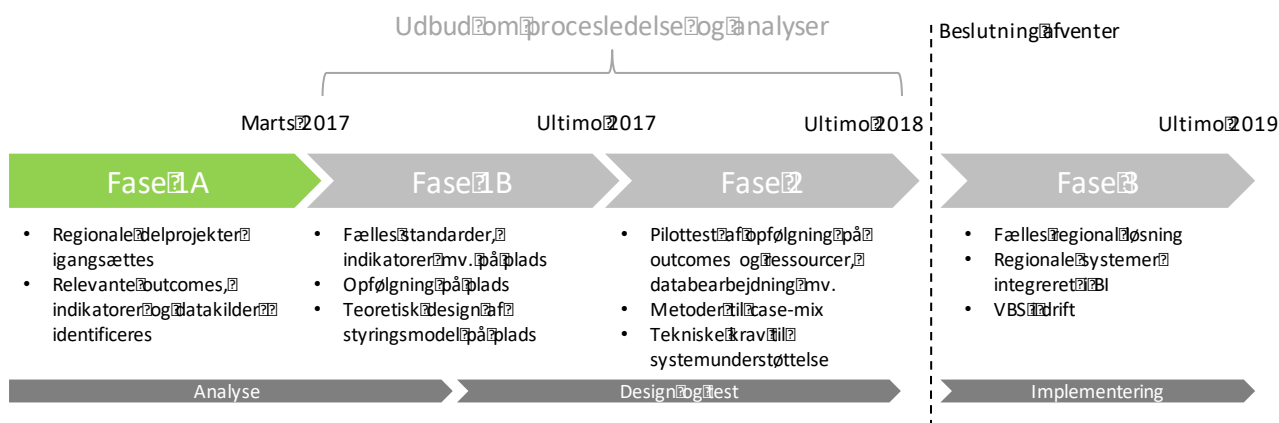 Udbud om procesledelse og analyser
Beslutning afventer
Marts 2017
Ultimo 2017
Ultimo 2018
Ultimo 2019
Fase 1A
Fase 1B
Fase 2
Fase 3
• Regionale delprojekter
igangsættes
• Relevante outcomes,
indikatorer og datakilder
identificeres
• Fælles standarder,
indikatorer mv. på plads
• Opfølgning på plads
• Teoretisk design af
styringsmodel på plads
• Pilottest af opfølgning på
outcomes og ressourcer,
databearbejdning mv.
• Metoder til case-mix
• Tekniske krav til
systemunderstøttelse
• Fælles regional løsning
• Regionale systemer
integreret i BI
• VBS i drift
Analyse
Design og test
Implementering